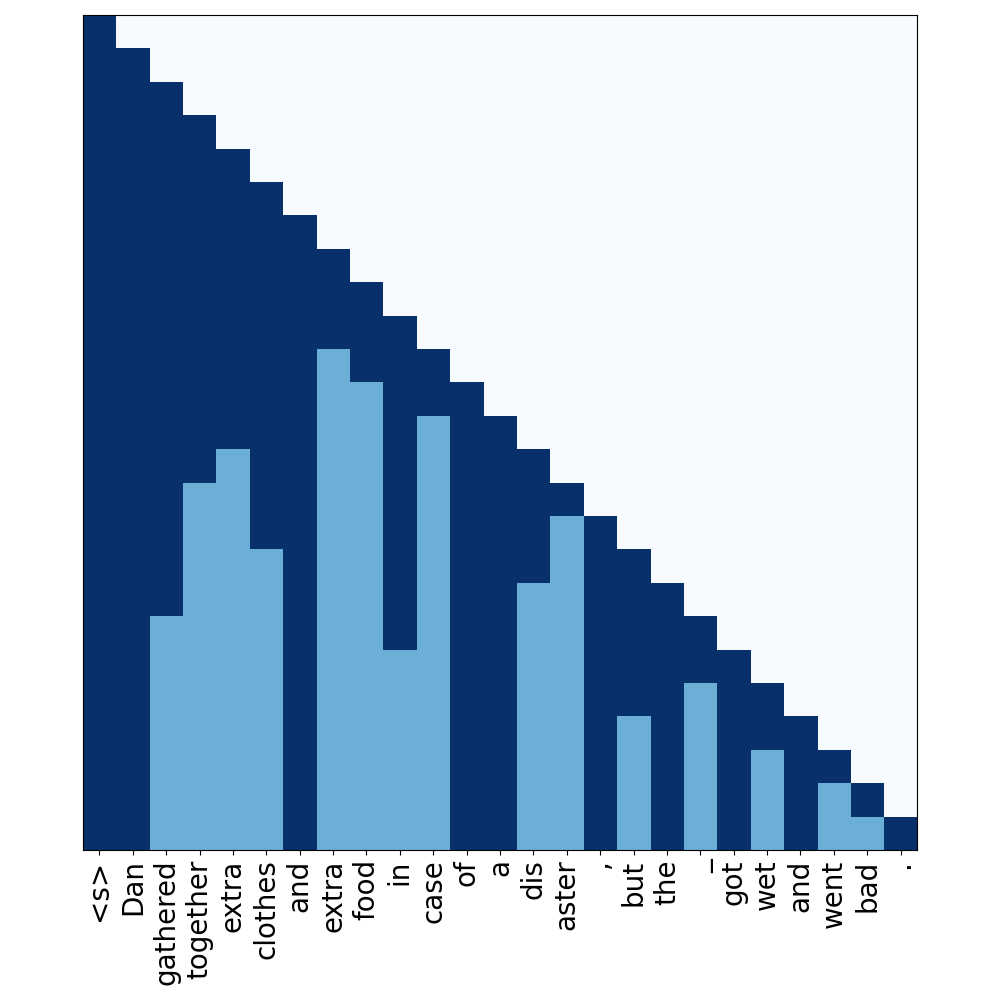 <s> Dan gathered together extra clothes and extra food in case of a dis aster , but the _ got wet and went bad .